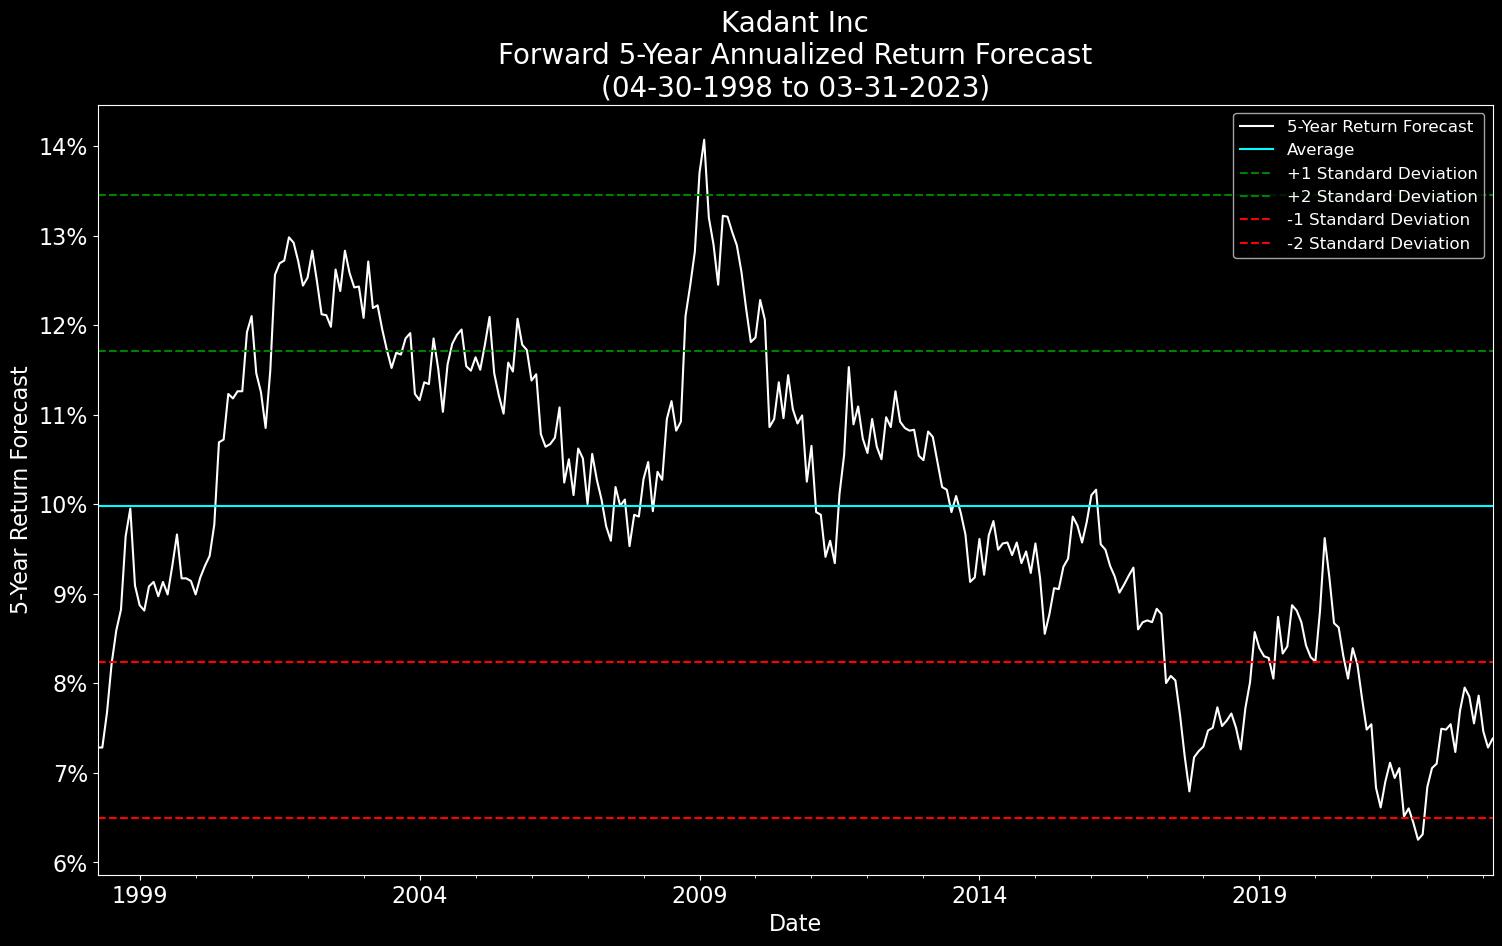 Kadant Inc
Forward 5-Year Annualized Return Forecast
(04-30-1998 to 03-31-2023)
5-Year Return Forecast
Average
+1 Standard Deviation
+2 Standard Deviation
-1 Standard Deviation
-2 Standard Deviation
14%
13%
12%
11%
10%
9%
8%
7%
6%
5-Year Return Forecast
1999
2004
2009
2014
2019
Date